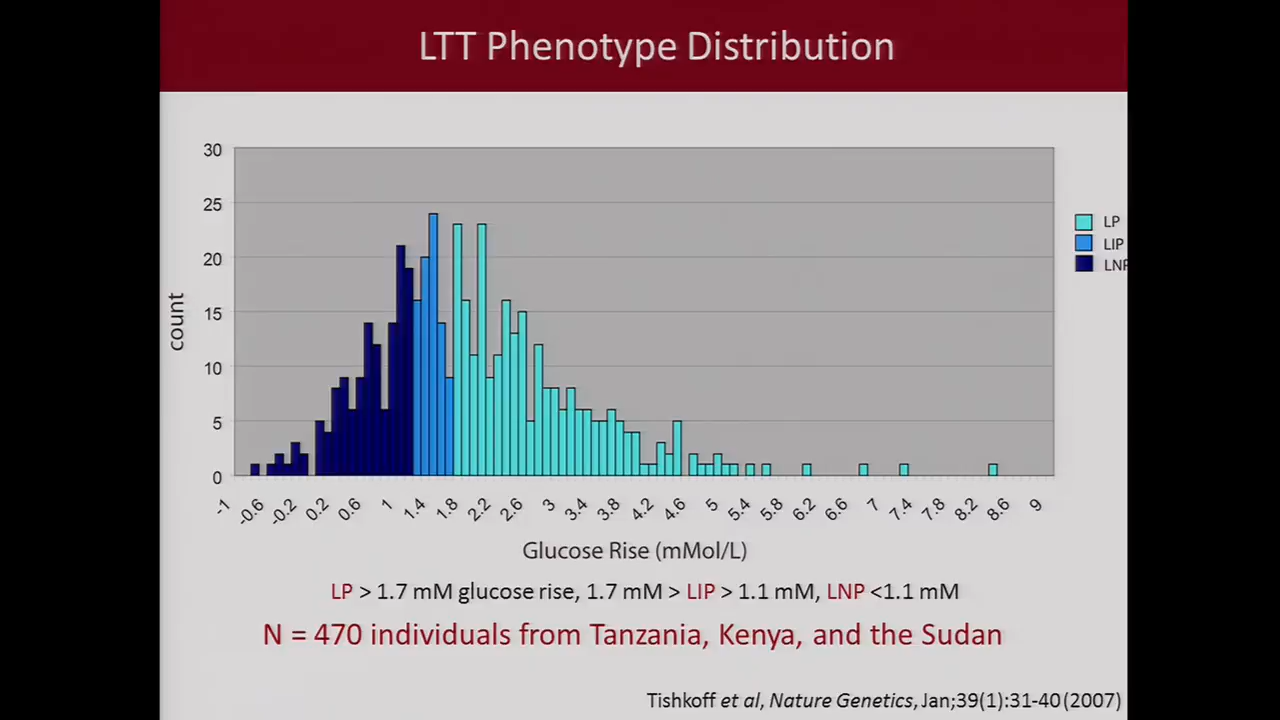 LTT Phenotype Distribution
30
25
20
15
10
5
0
count
LP
LIP
LNP
-1 -0.6 -0.2 0.2 0.6 1 1.4 1.8 2.2 2.6 3 3.4 3.8 4.2 4.6 5 5.4 5.8 6.2 6.6 7 7.4 7.8 8.2 8.6 9
Glucose Rise (mMol/L)
LP > 1.7 mM glucose rise, 1.7 mM > LIP > 1.1 mM, LNP <1.1 mM
N = 470 individuals from Tanzania, Kenya, and the Sudan
Tishkoff et al, Nature Genetics, Jan;39(1):31-40 (2007)